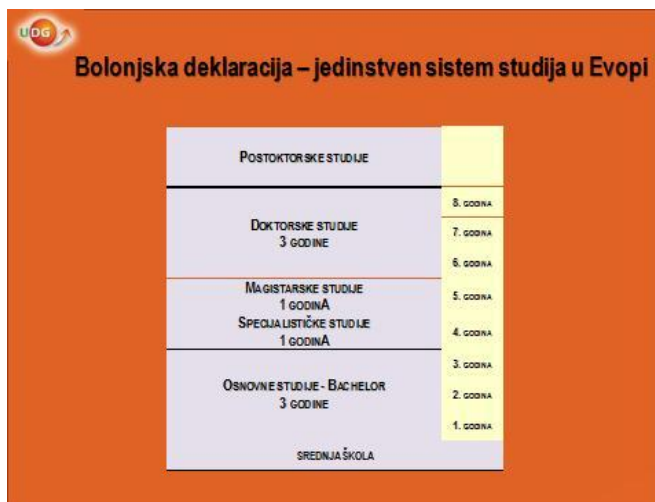 UDG
Bolonjska deklaracija – jedinstven sistem studija u Evopi
POSTOKTORSKE STUDIJE
8. GODINA
DOKTORSKE STUDIJE
3 GODINE
7. GODINA
6. GODINA
MAGISTARSKE STUDIJE
1 GODINA
5. GODINA
SPECIJALISTIČKE STUDIJE
1 GODINA
4. GODINA
3. GODINA
OSNOVNE STUDIJE - BACHELOR
3 GODINE
2. GODINA
1. GODINA
SREDNJA ŠKOLA